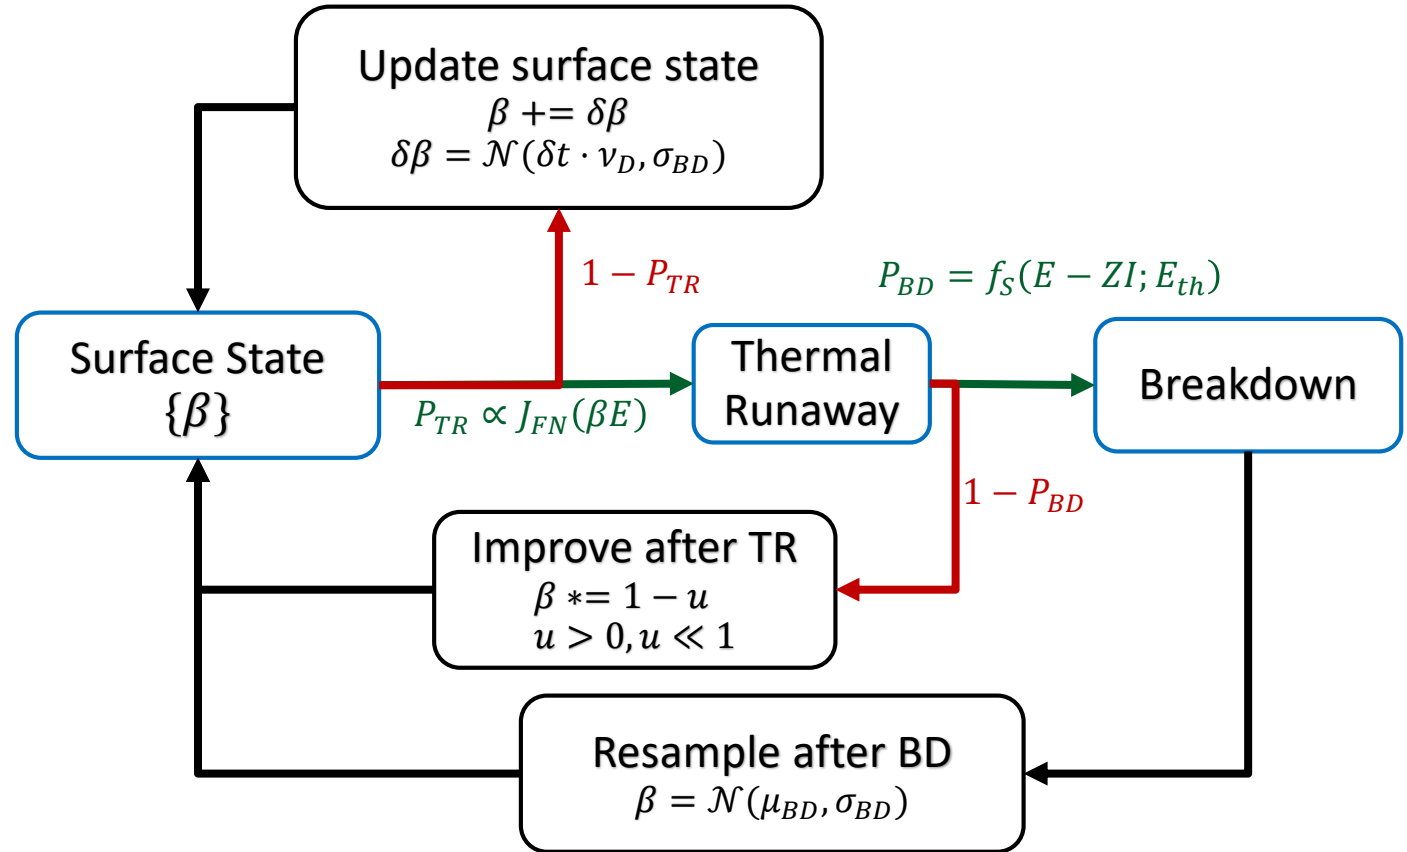 Update surface state
β += δβ
δβ = 𝒩(δt · ν_D, σ_BD)
1 − P_TR
P_BD = f_S(E − ZI; E_th)
Surface State
{β}
P_TR ∝ J_FN(βE)
Thermal
Runaway
Breakdown
1 − P_BD
Improve after TR
β *= 1 − u
u > 0, u ≪ 1
Resample after BD
β = 𝒩(μ_BD, σ_BD)